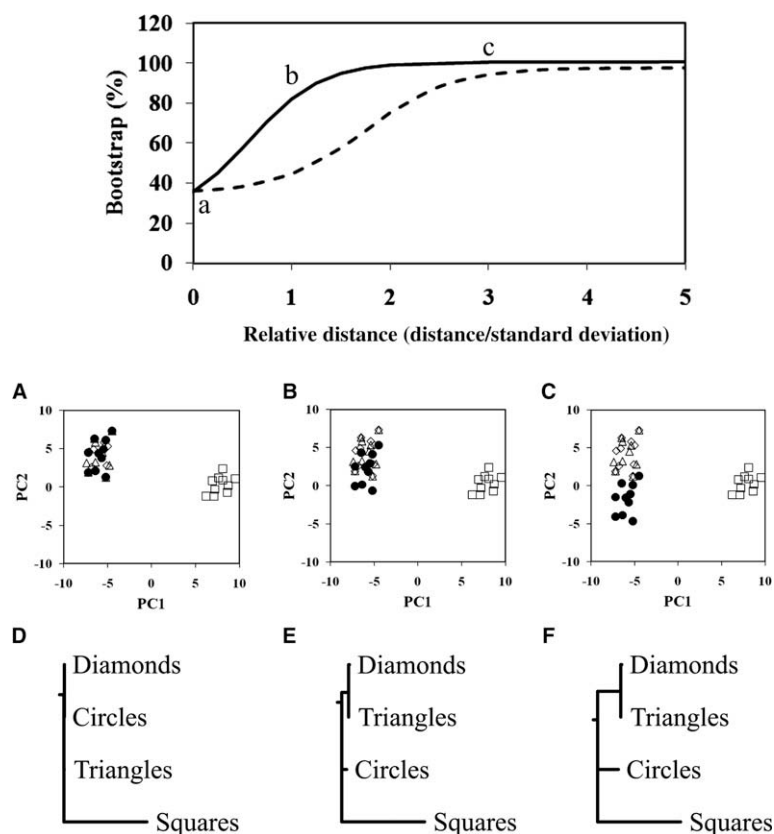 120
100
80
60
40
20
0
Bootstrap (%)
a
b
c
0 1 2 3 4 5
Relative distance (distance/standard deviation)
A
10
5
0
-5
-10
PC2
-10 -5 0 5 10
PC1
B
10
5
0
-5
-10
PC2
-10 -5 0 5 10
PC1
C
10
5
0
-5
-10
PC2
-10 -5 0 5 10
PC1
D
Diamonds
Circles
Triangles
Squares
E
Diamonds
Triangles
Circles
Squares
F
Diamonds
Triangles
Circles
Squares